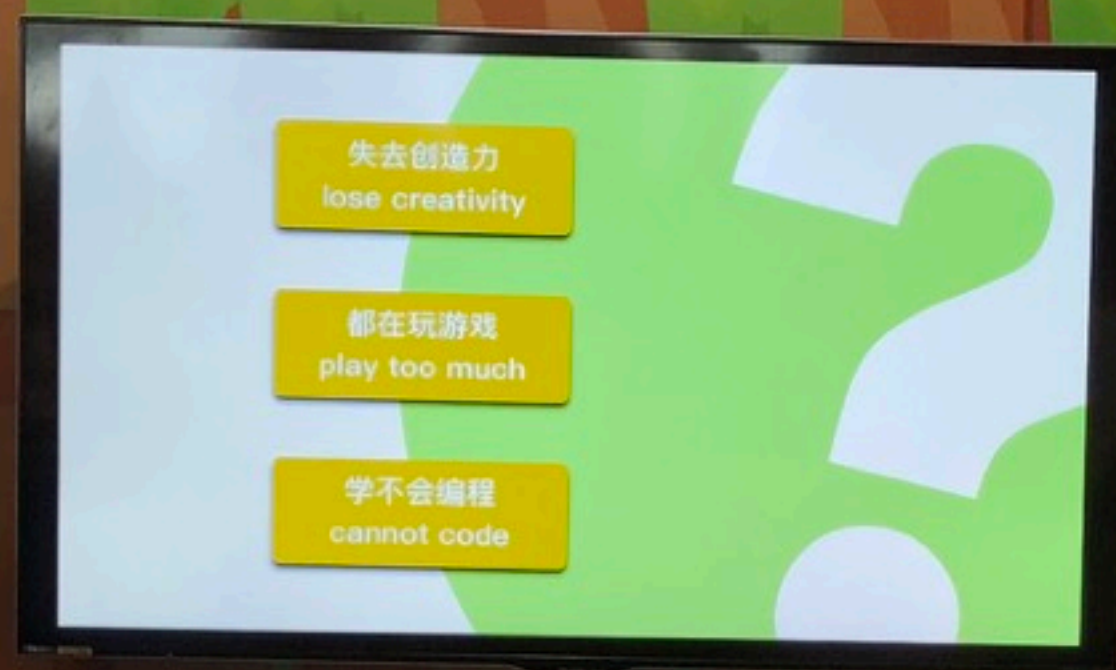 失去创造力
lose creativity
都在玩游戏
play too much
学不会编程
cannot code